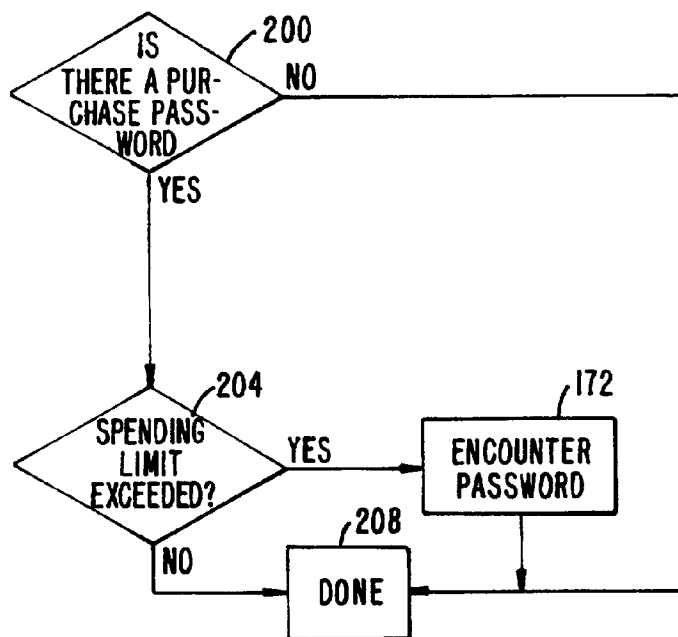 200
IS
THERE A PUR-
CHASE PASS-
WORD
NO
YES
204
SPENDING
LIMIT
EXCEEDED?
YES
172
ENCOUNTER
PASSWORD
NO
208
DONE